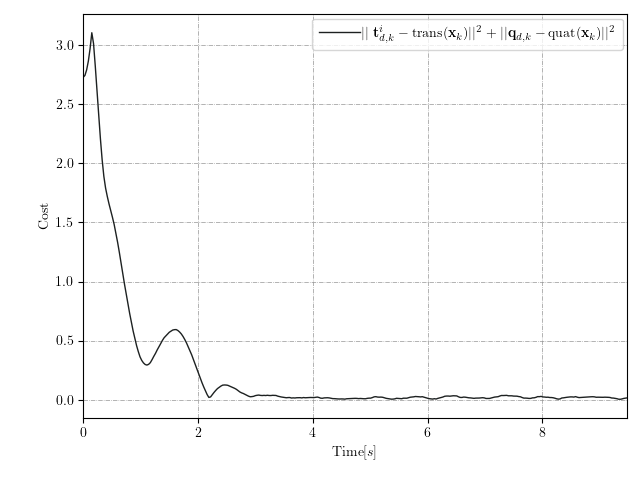 || t^i_{d,k} − trans(x_k)||^2 + ||q_{d,k} − quat(x_k)||^2
3.0
2.5
2.0
1.5
1.0
0.5
0.0
Cost
0 2 4 6 8
Time[s]